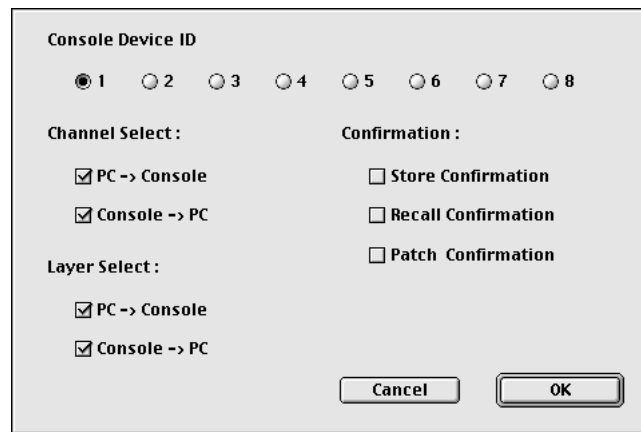 Console Device ID
1 2 3 4 5 6 7 8
Channel Select :
PC -> Console
Console -> PC
Layer Select :
PC -> Console
Console -> PC
Confirmation :
Store Confirmation
Recall Confirmation
Patch Confirmation
Cancel OK